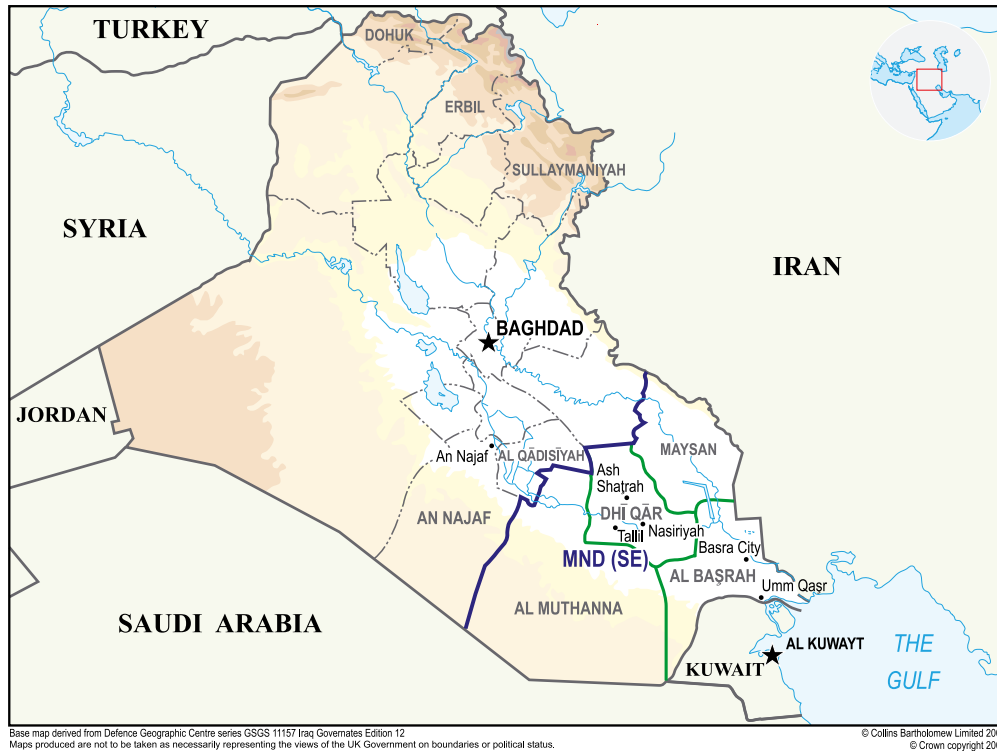 TURKEY
DOHUK
ERBIL
SULLAYMANIYAH
SYRIA
IRAN
BAGHDAD
JORDAN
An Najaf
AL QĀDISĪYAH
MAYSAN
Ash
Shaṭrah
DHĪ QĀR
AN NAJAF
Tallil
Nasiriyah
MND (SE)
Basra City
AL BAṢRAH
Umm Qaṣr
AL MUTHANNA
SAUDI ARABIA
AL KUWAYT
KUWAIT
THE
GULF
Base map derived from Defence Geographic Centre series GSGS 11157 Iraq Governates Edition 12
Maps produced are not to be taken as necessarily representing the views of the UK Government on boundaries or political status.
© Collins Bartholomew Limited
© Crown copyright